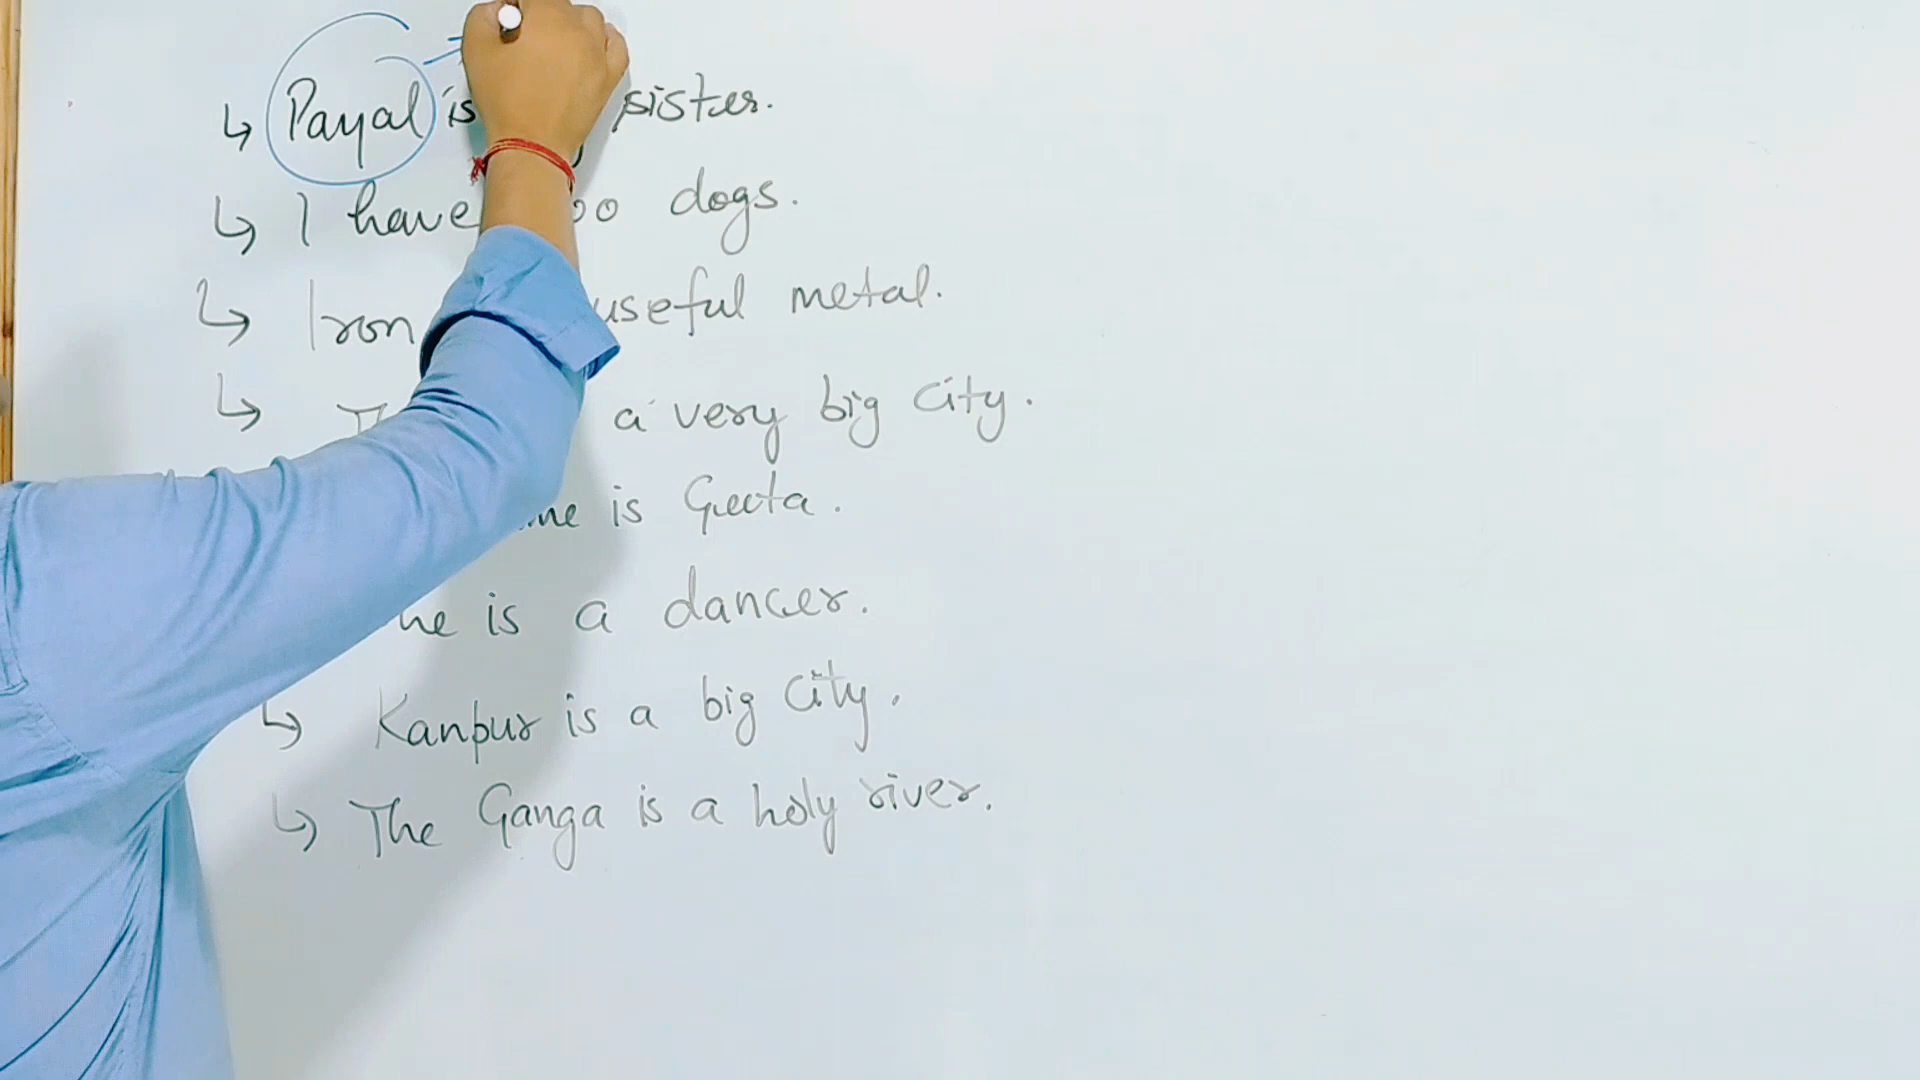 ↳ Payal is sister.
↳ I have dogs.
↳ Iron useful metal.
↳ a very big city.
is Geeta.
is a dancer.
↳ Kanpur is a big city.
↳ The Ganga is a holy river.